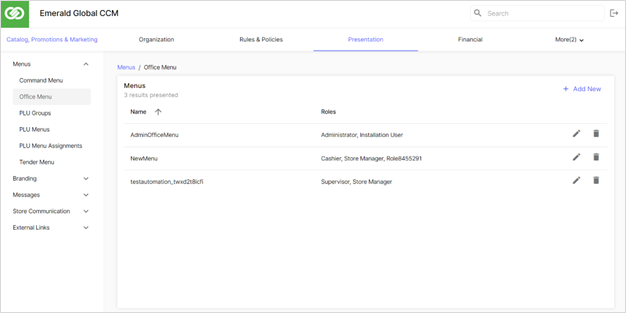 Emerald Global CCM
Search
Catalog, Promotions & Marketing
Organization
Rules & Policies
Presentation
Financial
More(2)
Menus
Command Menu
Office Menu
PLU Groups
PLU Menus
PLU Menu Assignments
Tender Menu
Branding
Messages
Store Communication
External Links
Menus / Office Menu
Menus
3 results presented
+ Add New
Name
Roles
AdminOfficeMenu
Administrator, Installation User
NewMenu
Cashier, Store Manager, Role6455291
testautomation_twxd2t8icf1
Supervisor, Store Manager